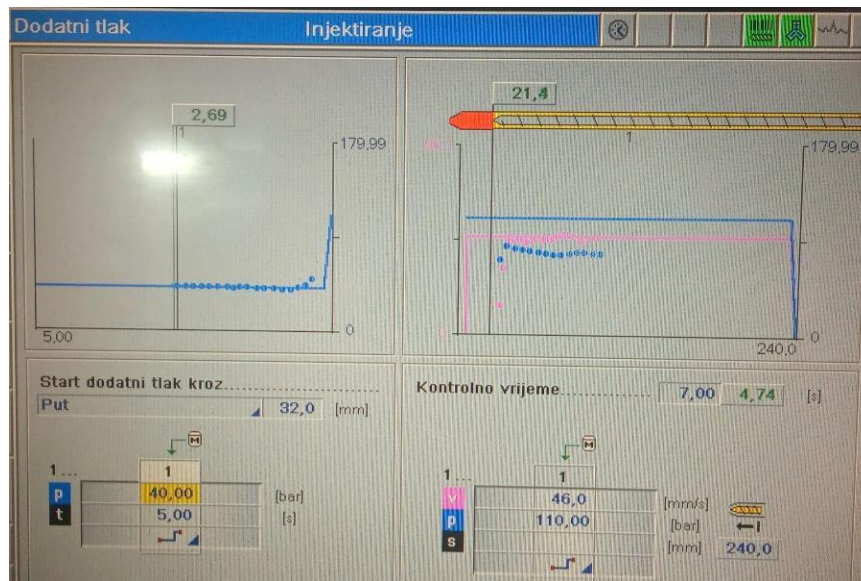 Dodatni tlak
Injektiranje
2,69
1
179,99
0
5,00
21,4
1
179,99
0
240,0
Start dodatni tlak kroz
Put 32,0 [mm]
M
1...
1
p 40,00 [bar]
t 5,00 [s]
Kontrolno vrijeme 7,00 4,74 [s]
M
1...
1
v 46,0 [mm/s]
p 110,00 [bar]
s [mm] 240,0